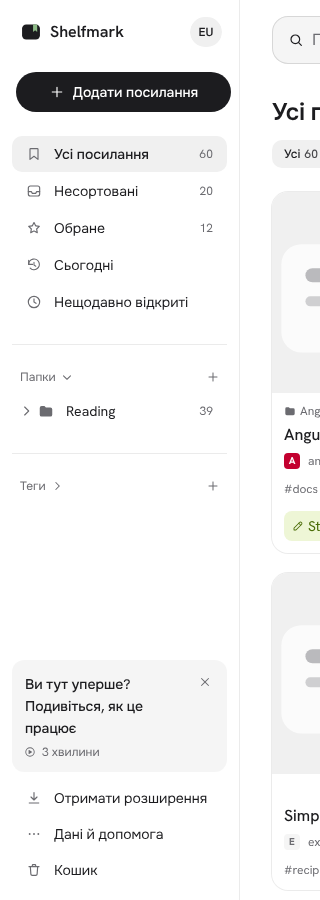 Shelfmark
EU
Додати посилання
Усі посилання 60
Несортовані 20
Обране 12
Сьогодні
Нещодавно відкриті
Папки
Reading 39
Теги
Ви тут уперше?
Подивіться, як це
працює
3 хвилини
Отримати розширення
Дані й допомога
Кошик
Усі
Усі 60
Ang
Angu
A an
#docs
St
Simp
E ex
#recip